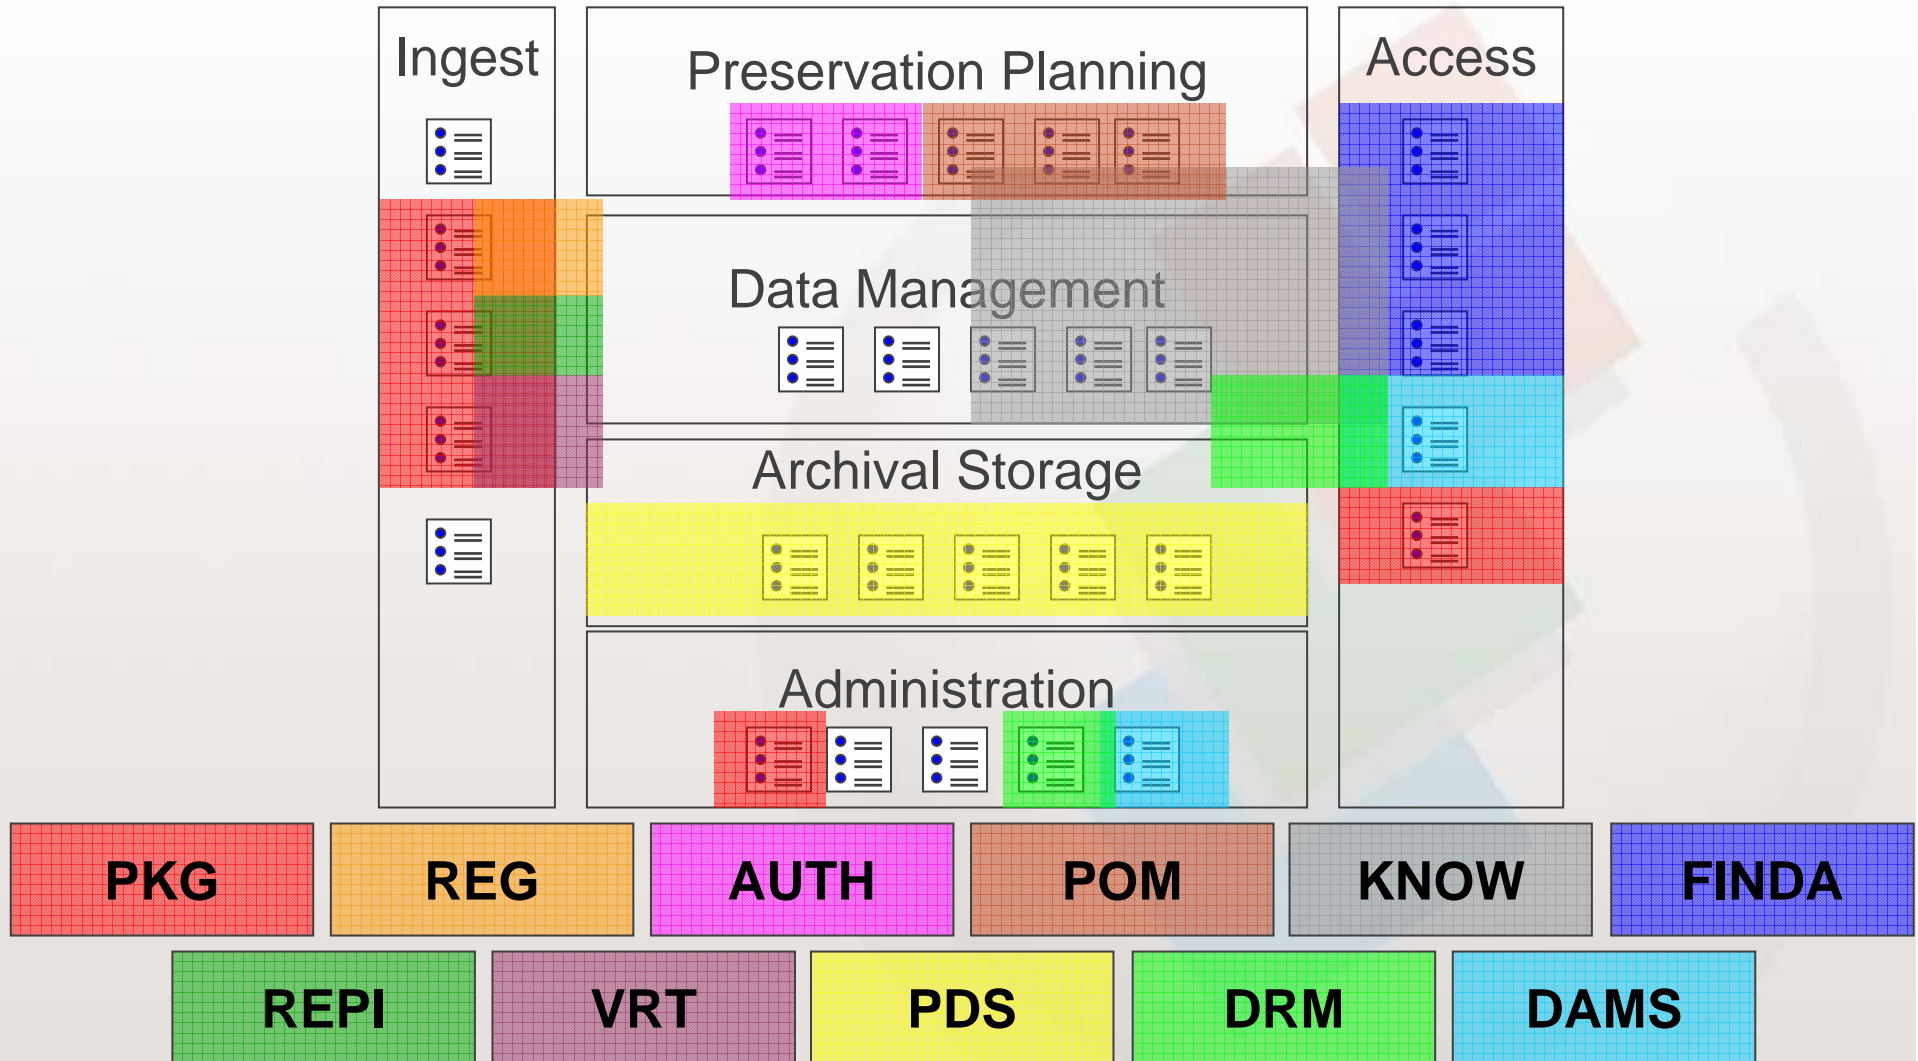 Ingest
Preservation Planning
Access
Data Management
Archival Storage
Administration
PKG
REG
AUTH
POM
KNOW
FINDA
REPI
VRT
PDS
DRM
DAMS